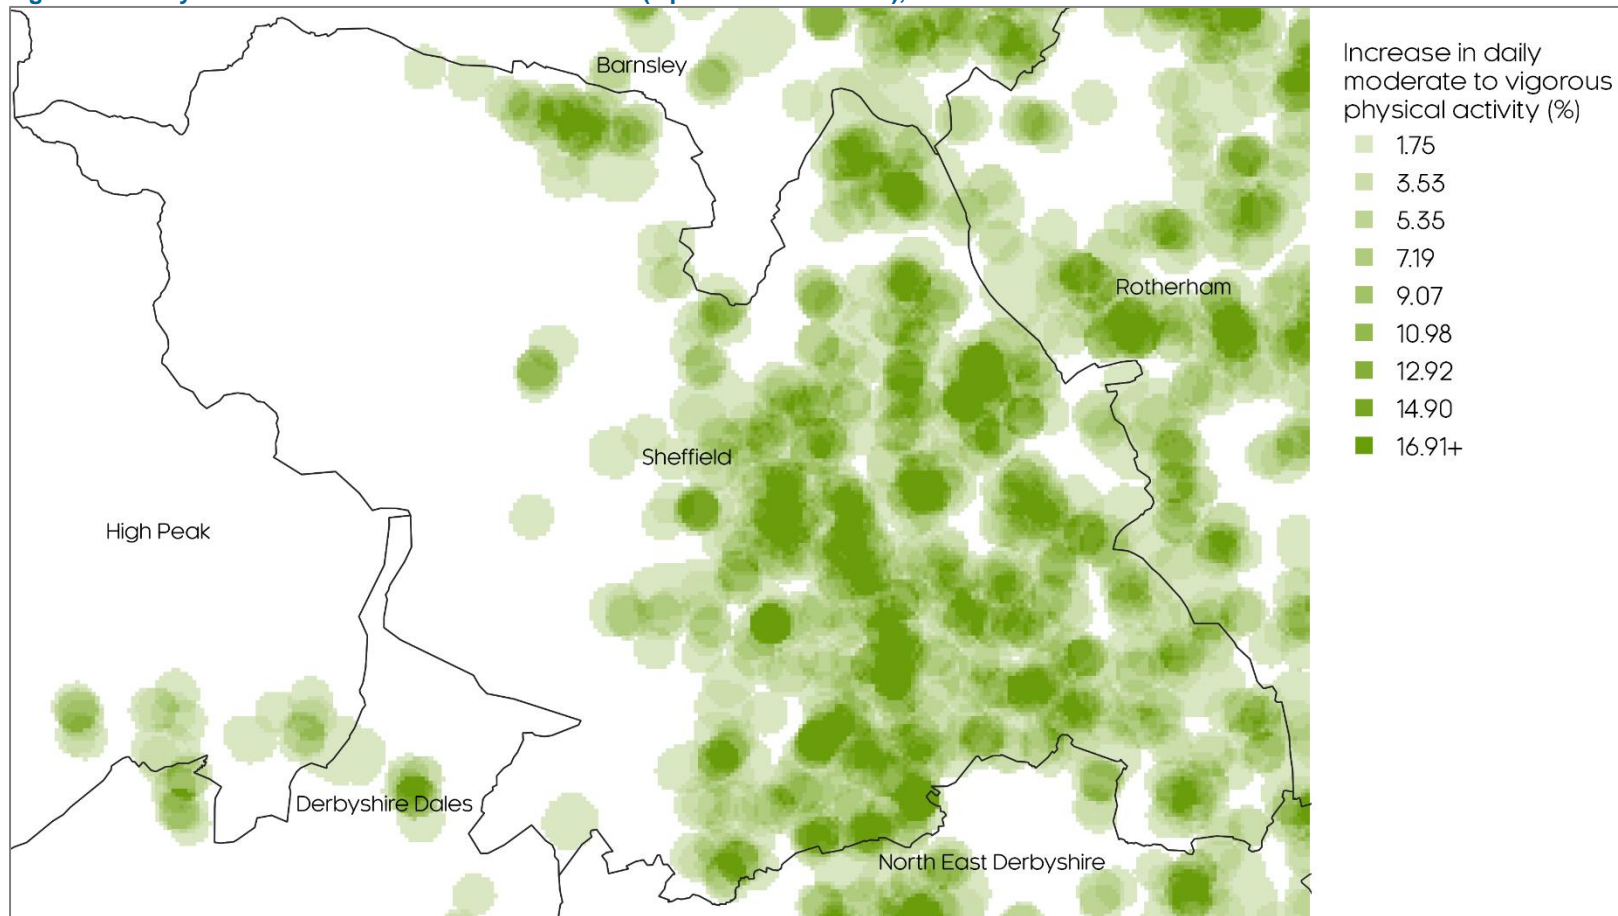 Barnsley
Rotherham
Sheffield
High Peak
Derbyshire Dales
North East Derbyshire
Increase in daily
moderate to vigorous
physical activity (%)
1.75
3.53
5.35
7.19
9.07
10.98
12.92
14.90
16.91+